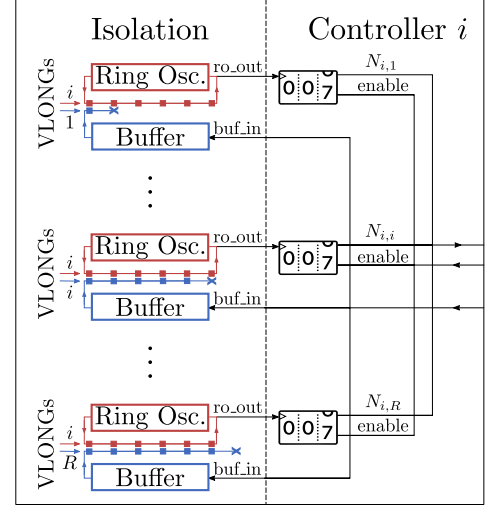 Isolation
Controller i
VLONGs
i
1
Ring Osc.
ro_out
Buffer
buf_in
007
N_{i,1}
enable
VLONGs
i
i
Ring Osc.
ro_out
Buffer
buf_in
007
N_{i,i}
enable
VLONGs
i
R
Ring Osc.
ro_out
Buffer
buf_in
007
N_{i,R}
enable